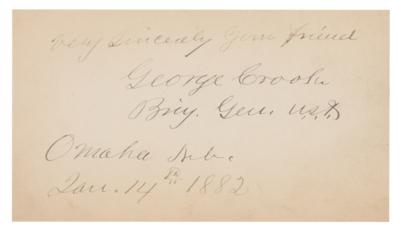 Very Sincerely Your friend
George Crook
Brig. Gen. U.S.A.
Omaha Neb.
Jan. 14th 1882